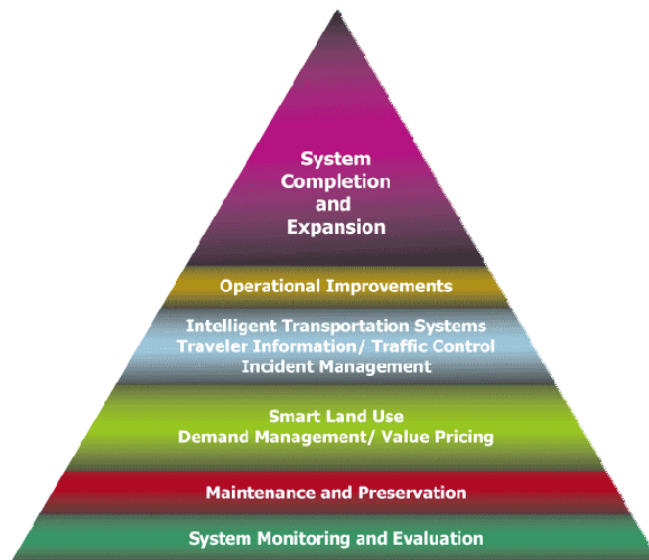 System
Completion
and
Expansion
Operational Improvements
Intelligent Transportation Systems
Traveler Information/ Traffic Control
Incident Management
Smart Land Use
Demand Management/ Value Pricing
Maintenance and Preservation
System Monitoring and Evaluation